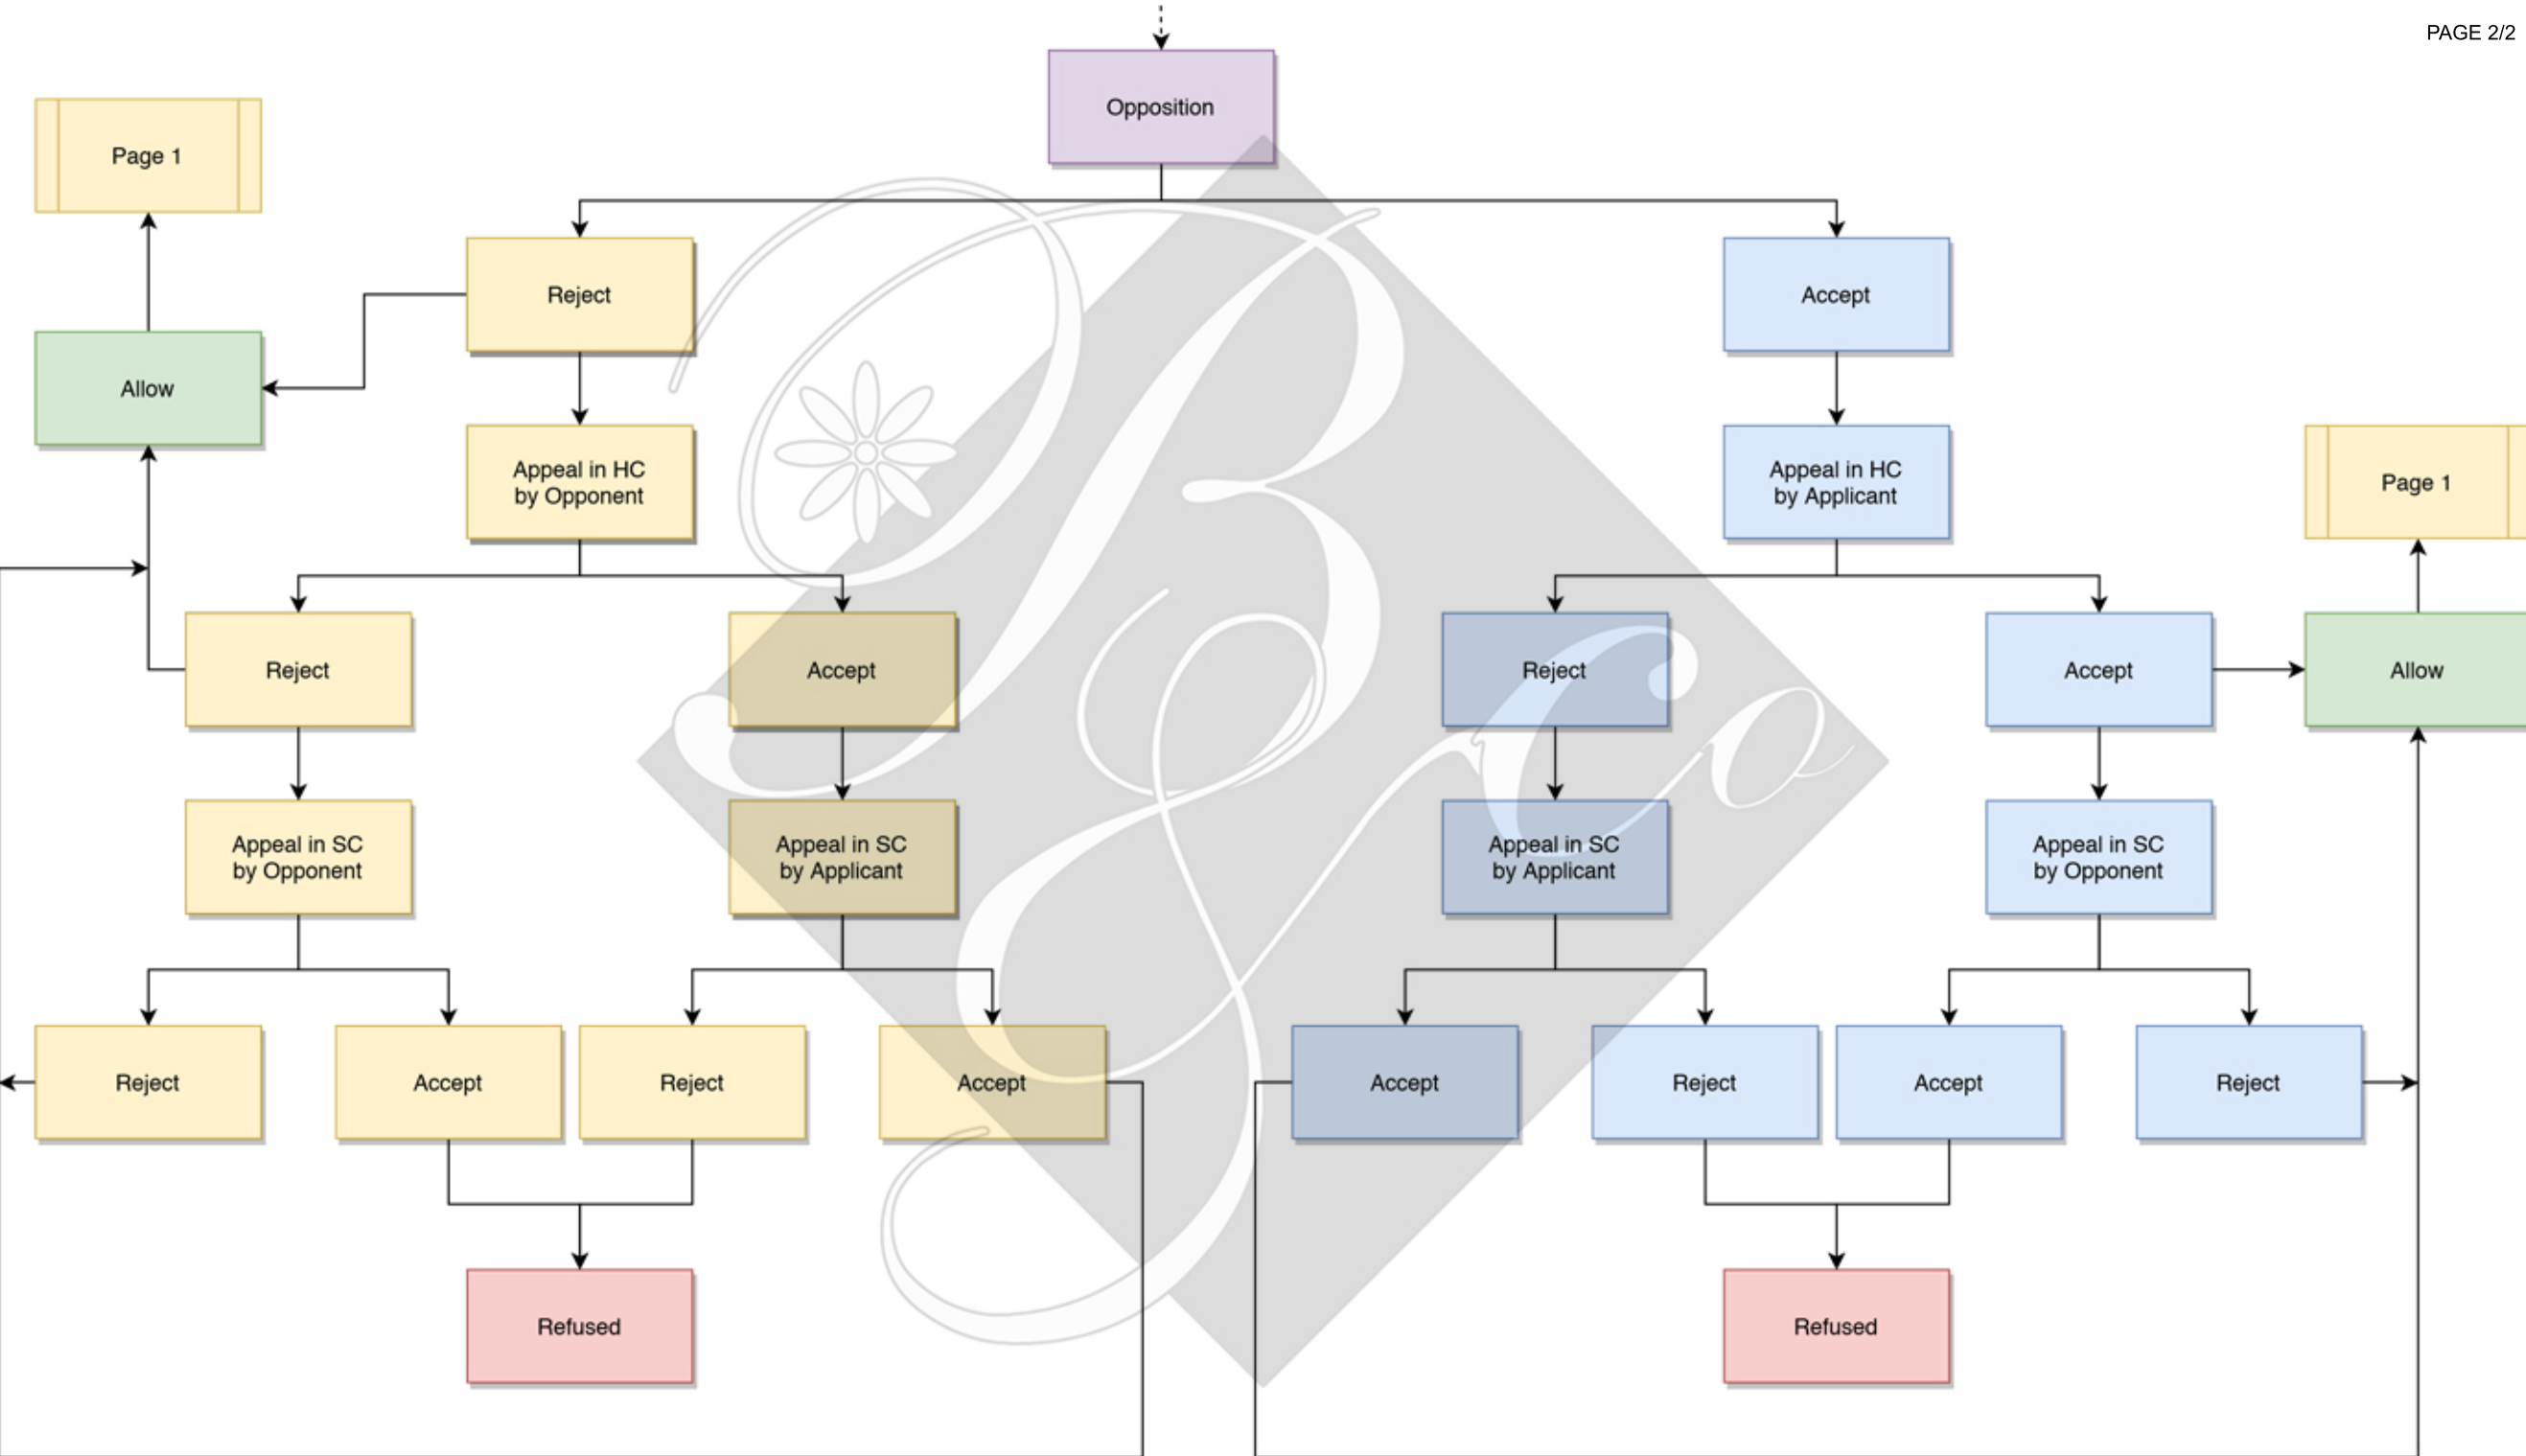 PAGE 2/2
Opposition
Page 1
Reject
Accept
Allow
Appeal in HC
by Opponent
Appeal in HC
by Applicant
Page 1
Reject
Accept
Reject
Accept
Allow
Appeal in SC
by Opponent
Appeal in SC
by Applicant
Appeal in SC
by Applicant
Appeal in SC
by Opponent
Reject
Accept
Reject
Accept
Accept
Reject
Accept
Reject
Refused
Refused